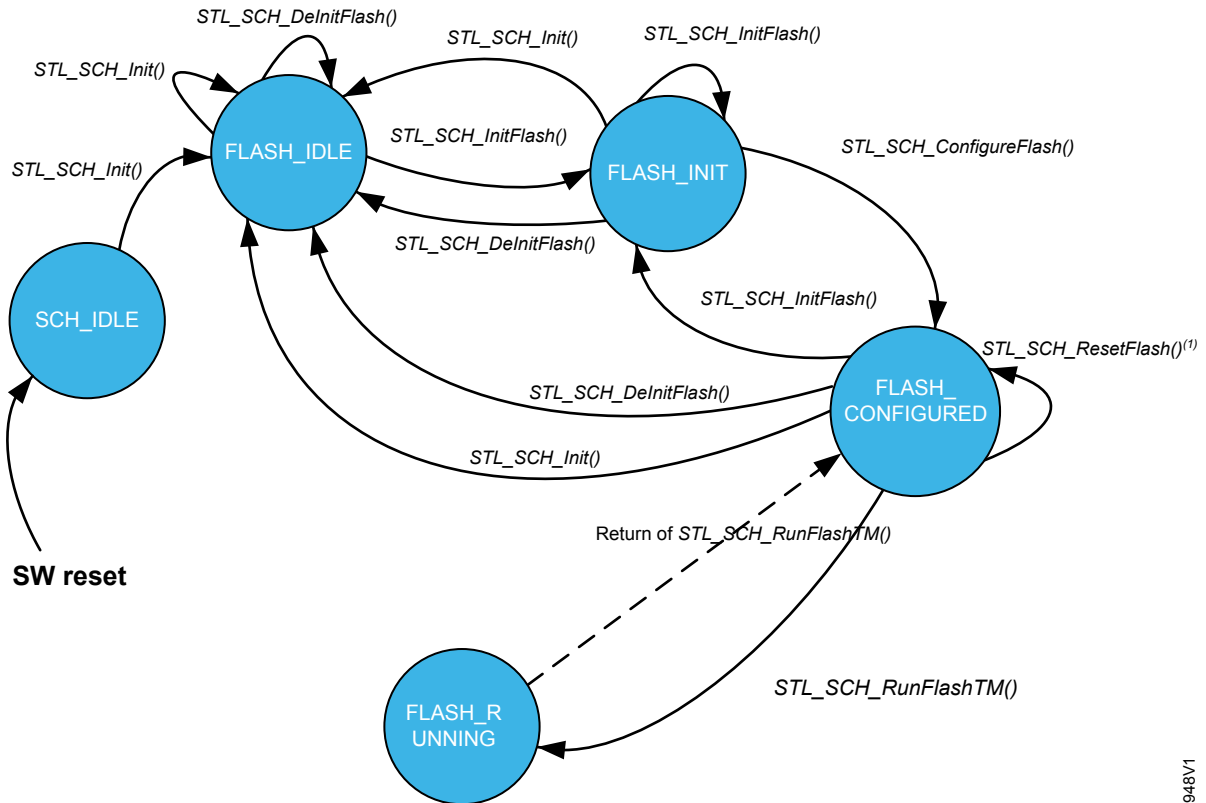 STL_SCH_DeInitFlash()
STL_SCH_Init()
STL_SCH_InitFlash()
STL_SCH_Init()
STL_SCH_InitFlash()
STL_SCH_ConfigureFlash()
FLASH_IDLE
FLASH_INIT
STL_SCH_Init()
STL_SCH_DeInitFlash()
STL_SCH_InitFlash()
SCH_IDLE
STL_SCH_ResetFlash()(1)
STL_SCH_DeInitFlash()
FLASH_
CONFIGURED
STL_SCH_Init()
Return of STL_SCH_RunFlashTM()
SW reset
STL_SCH_RunFlashTM()
FLASH_R
UNNING
948V1